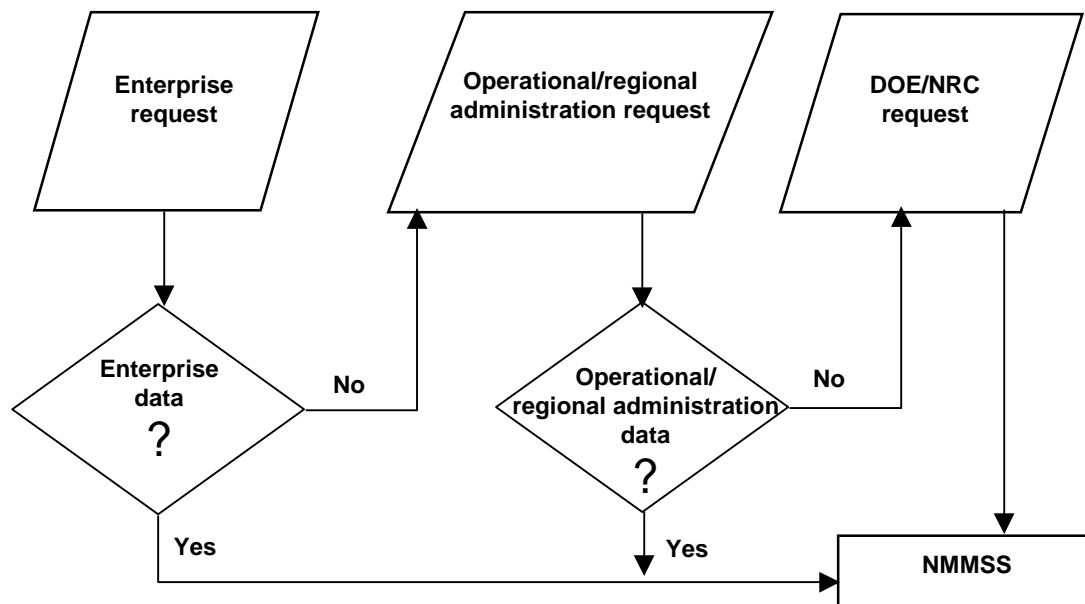 Enterprise
request
Operational/regional
administration request
DOE/NRC
request
Enterprise
data
?
No
Operational/
regional administration
data
?
No
Yes
Yes
NMMSS